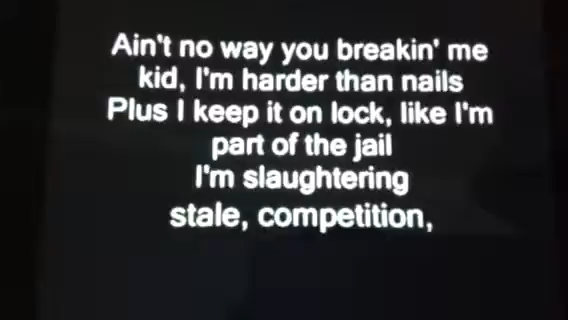 Ain't no way you breakin' me
kid, I'm harder than nails
Plus I keep it on lock, like I'm
part of the jail
I'm slaughtering
stale, competition,